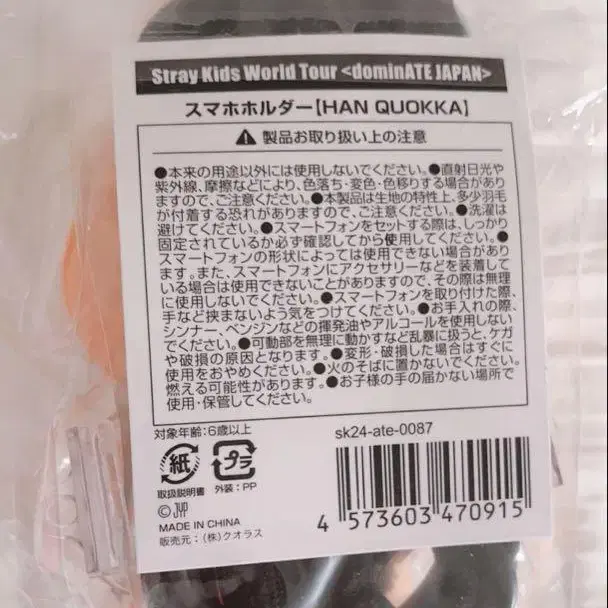 Stray Kids World Tour <dominATE JAPAN>
スマホホルダー【HAN QUOKKA】
⚠ 製品お取り扱い上の注意
●本来の用途以外には使用しないでください。●直射日光や
紫外線、摩擦などにより、色落ち・変色・色移りする場合があり
ますので、ご注意ください。●本製品は生地の特性上、多少羽毛
が付着する恐れがありますので、ご注意ください。●洗濯は
避けてください。●スマートフォンをセットする際は、しっかり
固定されているか必ず確認してから使用してください。●
スマートフォンの形状によっては使用できない場合があり
ます。また、スマートフォンにアクセサリーなどを装着して
いる場合は使用できないことがありますので、その際は無理
に使用しないでください。●スマートフォンを取り付けた際、
手など挟まないよう気をつけてください。●お手入れの際、
シンナー、ベンジンなどの揮発油やアルコールを使用しない
でください。●可動部を無理に動かすなど乱暴に扱うと、ケガ
や破損の原因となります。●変形・破損した場合はすぐに
使用をおやめください。●火のそばに置かないでください。
燃える可能性があります。●お子様の手の届かない場所で
使用・保管してください。
対象年齢:6歳以上
sk24-ate-0087
紙
プラ
取扱説明書
外装:PP
© JYP
MADE IN CHINA
販売元:(株)クオラス
4 573603 470915